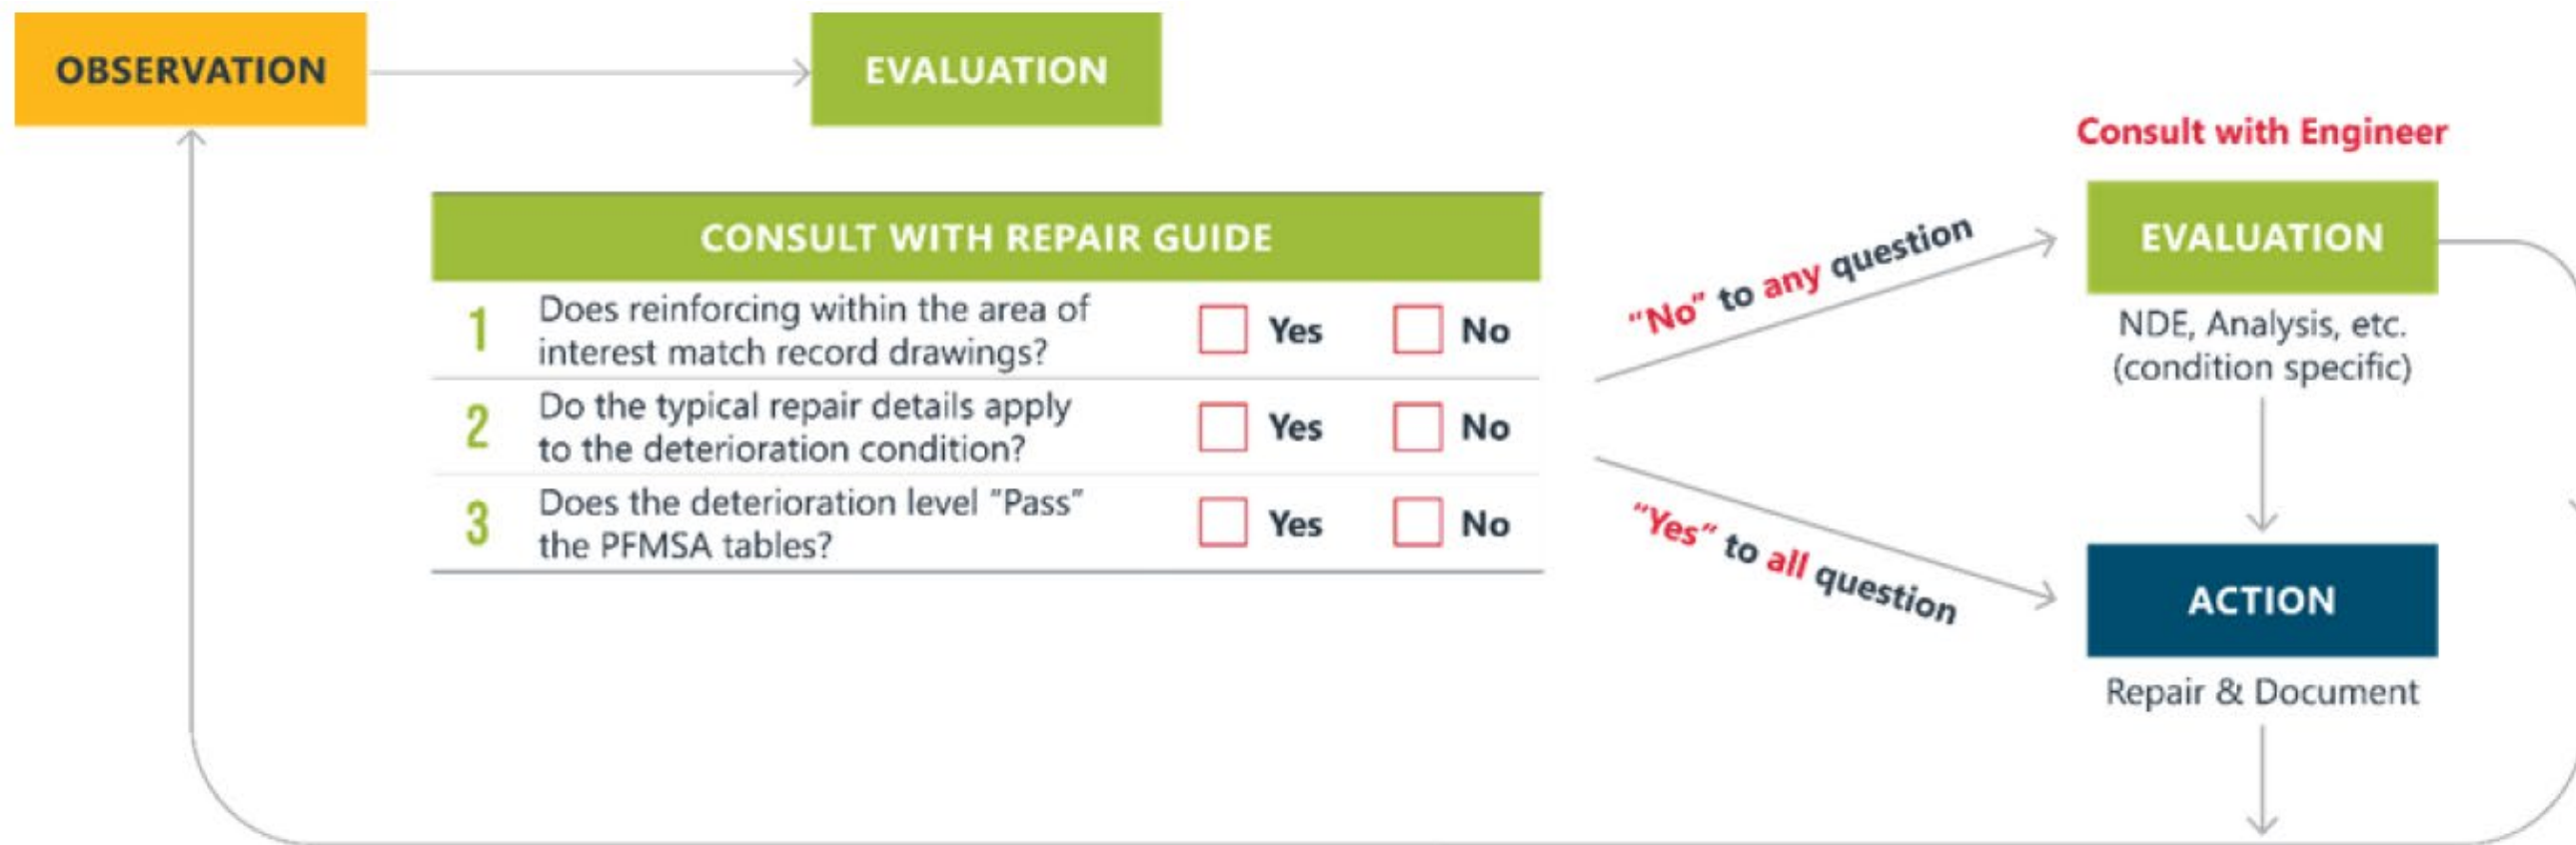 OBSERVATION
EVALUATION
CONSULT WITH REPAIR GUIDE
1
Does reinforcing within the area of
interest match record drawings?
Yes
No
2
Do the typical repair details apply
to the deterioration condition?
Yes
No
3
Does the deterioration level “Pass”
the PFMSA tables?
Yes
No
“No” to any question
“Yes” to all question
Consult with Engineer
EVALUATION
NDE, Analysis, etc.
(condition specific)
ACTION
Repair & Document